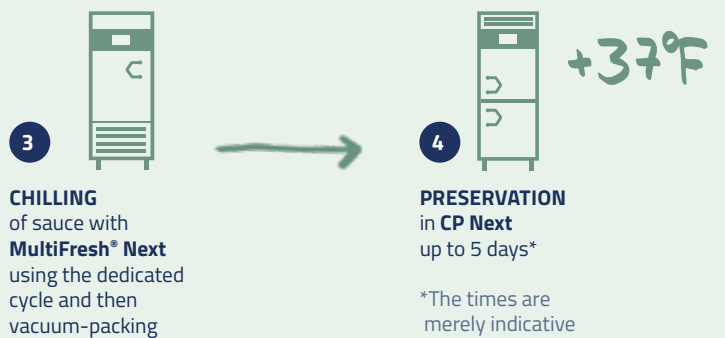 3
CHILLING
of sauce with
MultiFresh® Next
using the dedicated
cycle and then
vacuum-packing
+37°F
4
PRESERVATION
in CP Next
up to 5 days*
*The times are
merely indicative